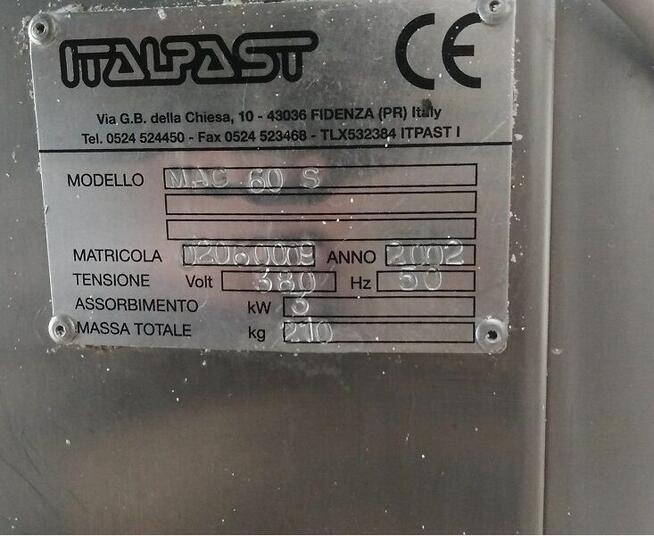 ITALPAST CE
Via G.B. della Chiesa, 10 - 43036 FIDENZA (PR) Italy
Tel. 0524 524450 - Fax 0524 523468 - TLX532384 ITPAST I
MODELLO MAC 60 S
MATRICOLA 02060009 ANNO 2002
TENSIONE Volt 380 Hz 50
ASSORBIMENTO kW 3
MASSA TOTALE kg 210